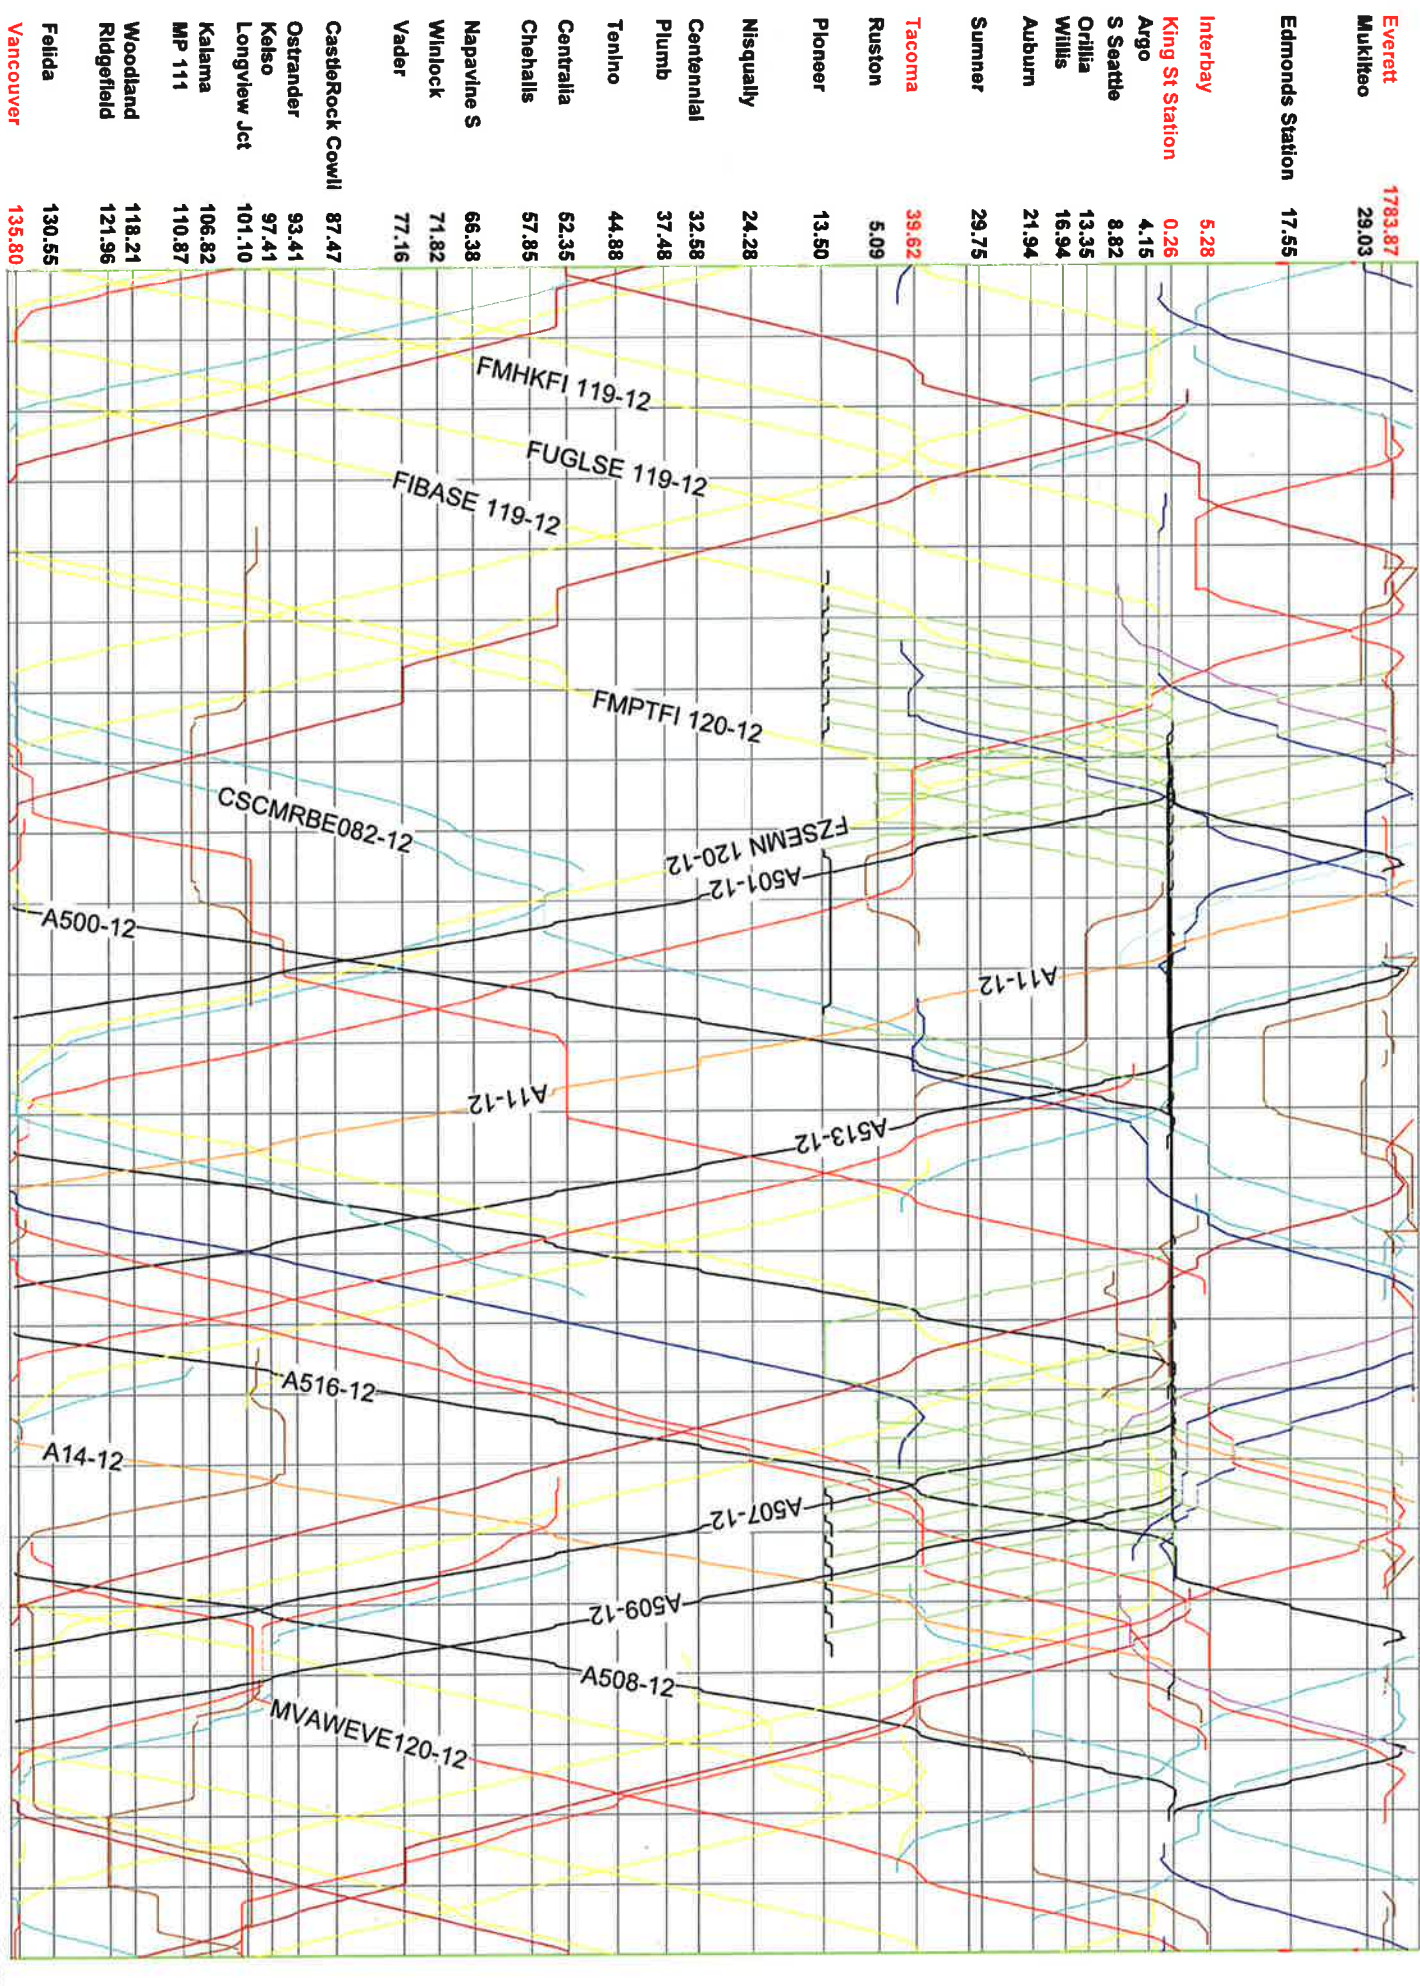 Everett 1783.87
Mukilteo 29.03
Edmonds Station 17.55
Interbay 5.28
King St Station 0.26
Argo 4.15
S Seattle 8.82
Orillia 13.35
Willis 16.94
Auburn 21.94
Sumner 29.75
Tacoma 39.62
Ruston 5.09
Pioneer 13.50
Nisqually 24.28
Centennial 32.58
Plumb 37.48
Tenino 44.88
Centralia 52.35
Chehalis 57.85
Napavine S 66.38
Winlock 71.82
Vader 77.16
CastleRock Cowli 87.47
Ostrander 93.41
Kelso 97.41
Longview Jct 101.10
Kalama 106.82
MP 111 110.87
Woodland 118.21
Ridgefield 121.96
Felida 130.55
Vancouver 135.80
FMHKFI 119-12
FUGLSE 119-12
FIBASE 119-12
FMPTFI 120-12
CSCMRBE082-12
FZSEMN 120-12
A501-12
A500-12
A11-12
A11-12
A513-12
A516-12
A14-12
A507-12
A509-12
A508-12
MVAWEVE120-12